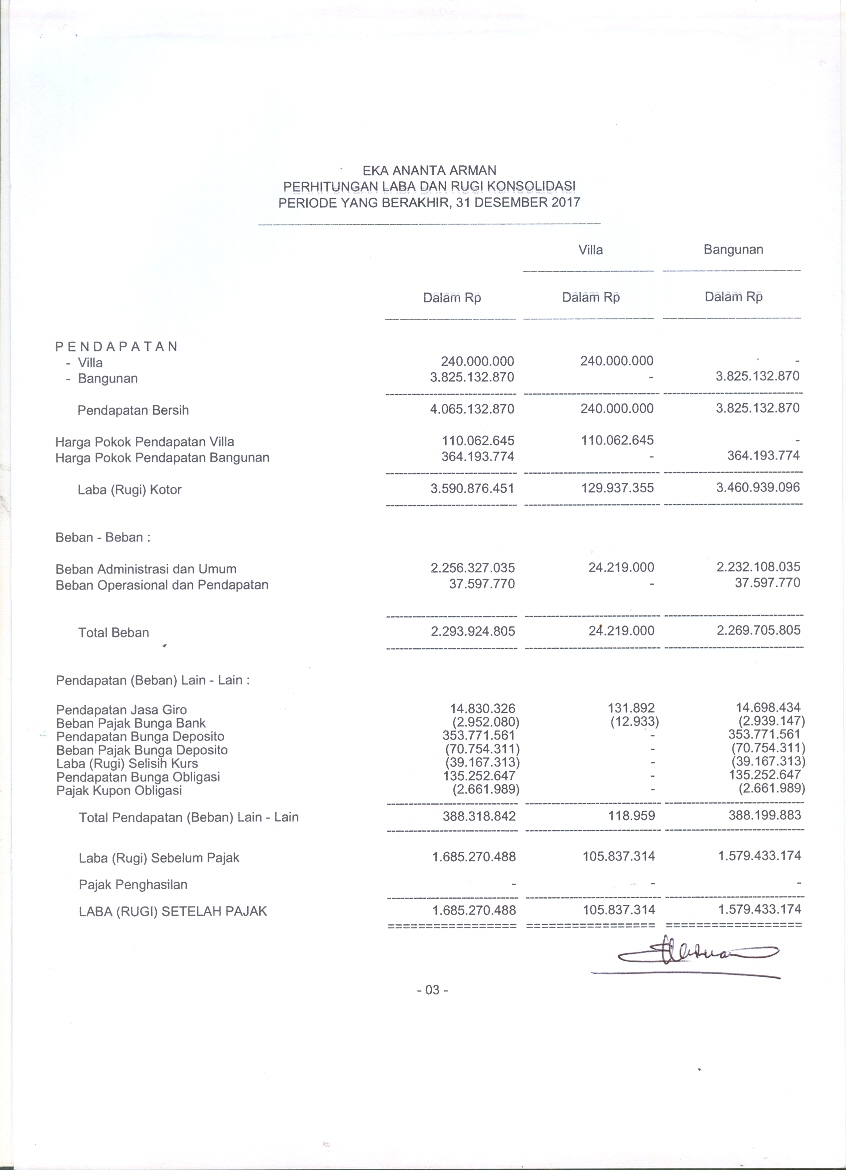 EKA ANANTA ARMAN
PERHITUNGAN LABA DAN RUGI KONSOLIDASI
PERIODE YANG BERAKHIR, 31 DESEMBER 2017
Villa Bangunan
Dalam Rp Dalam Rp Dalam Rp
P E N D A P A T A N
- Villa 240.000.000 240.000.000 -
- Bangunan 3.825.132.870 - 3.825.132.870
Pendapatan Bersih 4.065.132.870 240.000.000 3.825.132.870
Harga Pokok Pendapatan Villa 110.062.645 110.062.645 -
Harga Pokok Pendapatan Bangunan 364.193.774 - 364.193.774
Laba (Rugi) Kotor 3.590.876.451 129.937.355 3.460.939.096
Beban - Beban :
Beban Administrasi dan Umum 2.256.327.035 24.219.000 2.232.108.035
Beban Operasional dan Pendapatan 37.597.770 - 37.597.770
Total Beban 2.293.924.805 24.219.000 2.269.705.805
Pendapatan (Beban) Lain - Lain :
Pendapatan Jasa Giro 14.830.326 131.892 14.698.434
Beban Pajak Bunga Bank (2.952.080) (12.933) (2.939.147)
Pendapatan Bunga Deposito 353.771.561 - 353.771.561
Beban Pajak Bunga Deposito (70.754.311) - (70.754.311)
Laba (Rugi) Selisih Kurs (39.167.313) - (39.167.313)
Pendapatan Bunga Obligasi 135.252.647 - 135.252.647
Pajak Kupon Obligasi (2.661.989) - (2.661.989)
Total Pendapatan (Beban) Lain - Lain 388.318.842 118.959 388.199.883
Laba (Rugi) Sebelum Pajak 1.685.270.488 105.837.314 1.579.433.174
Pajak Penghasilan - - -
LABA (RUGI) SETELAH PAJAK 1.685.270.488 105.837.314 1.579.433.174
- 03 -